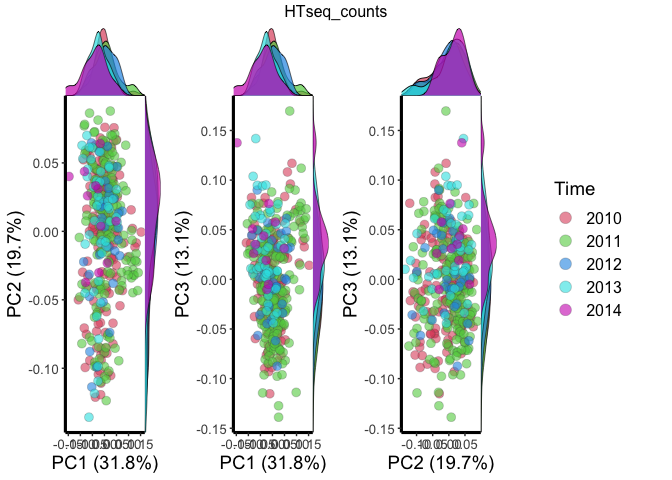 HTseq_counts
PC2 (19.7%)
0.05
0.00
-0.05
-0.10
PC1 (31.8%)
PC3 (13.1%)
0.15
0.10
0.05
0.00
-0.05
-0.10
-0.15
PC1 (31.8%)
PC3 (13.1%)
0.15
0.10
0.05
0.00
-0.05
-0.10
-0.15
PC2 (19.7%)
Time
2010
2011
2012
2013
2014